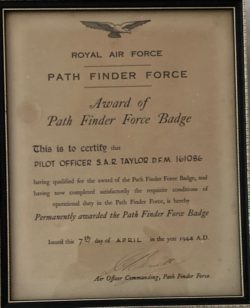 ROYAL AIR FORCE
PATH FINDER FORCE
Award of
Path Finder Force Badge
This is to certify that
PILOT OFFICER S.A.R. TAYLOR D.F.M. 161086
having qualified for the award of the Path Finder Force Badge, and
having now completed satisfactorily the requisite conditions of
operational duty in the Path Finder Force, is hereby
Permanently awarded the Path Finder Force Badge
Issued this 7th day of APRIL in the year 1944 A.D.
Air Officer Commanding, Path Finder Force.